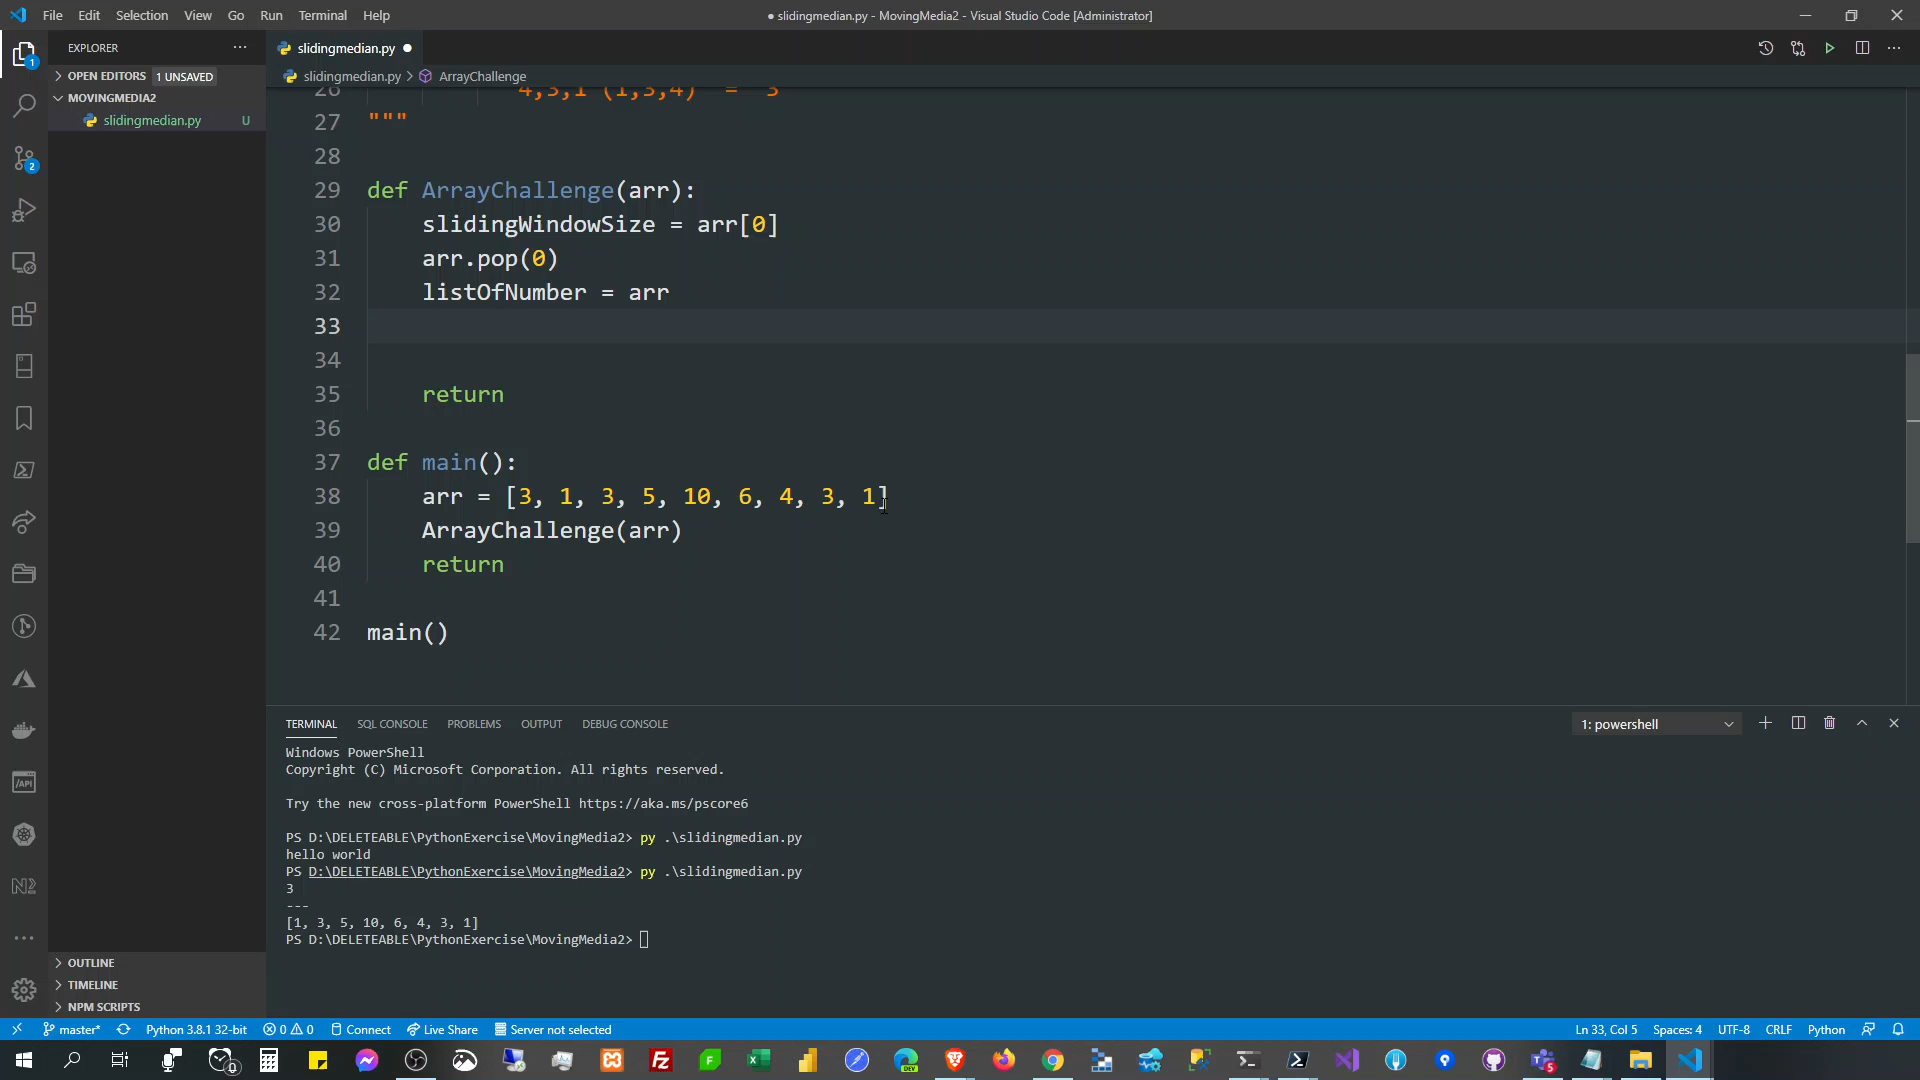 File Edit Selection View Go Run Terminal Help
● slidingmedian.py - MovingMedia2 - Visual Studio Code [Administrator]
EXPLORER
slidingmedian.py
OPEN EDITORS 1 UNSAVED
slidingmedian.py > ArrayChallenge
MOVINGMEDIA2
slidingmedian.py U
26 4,3,1 (1,3,4) = 3
27 """
28
29 def ArrayChallenge(arr):
30 slidingWindowSize = arr[0]
31 arr.pop(0)
32 listOfNumber = arr
33
34
35 return
36
37 def main():
38 arr = [3, 1, 3, 5, 10, 6, 4, 3, 1]
39 ArrayChallenge(arr)
40 return
41
42 main()
TERMINAL SQL CONSOLE PROBLEMS OUTPUT DEBUG CONSOLE
1: powershell
Windows PowerShell
Copyright (C) Microsoft Corporation. All rights reserved.
Try the new cross-platform PowerShell https://aka.ms/pscore6
PS D:\DELETEABLE\PythonExercise\MovingMedia2> py .\slidingmedian.py
hello world
PS D:\DELETEABLE\PythonExercise\MovingMedia2> py .\slidingmedian.py
3
---
[1, 3, 5, 10, 6, 4, 3, 1]
PS D:\DELETEABLE\PythonExercise\MovingMedia2>
OUTLINE
TIMELINE
NPM SCRIPTS
master* Python 3.8.1 32-bit 0 0 Connect Live Share Server not selected
Ln 33, Col 5 Spaces: 4 UTF-8 CRLF Python